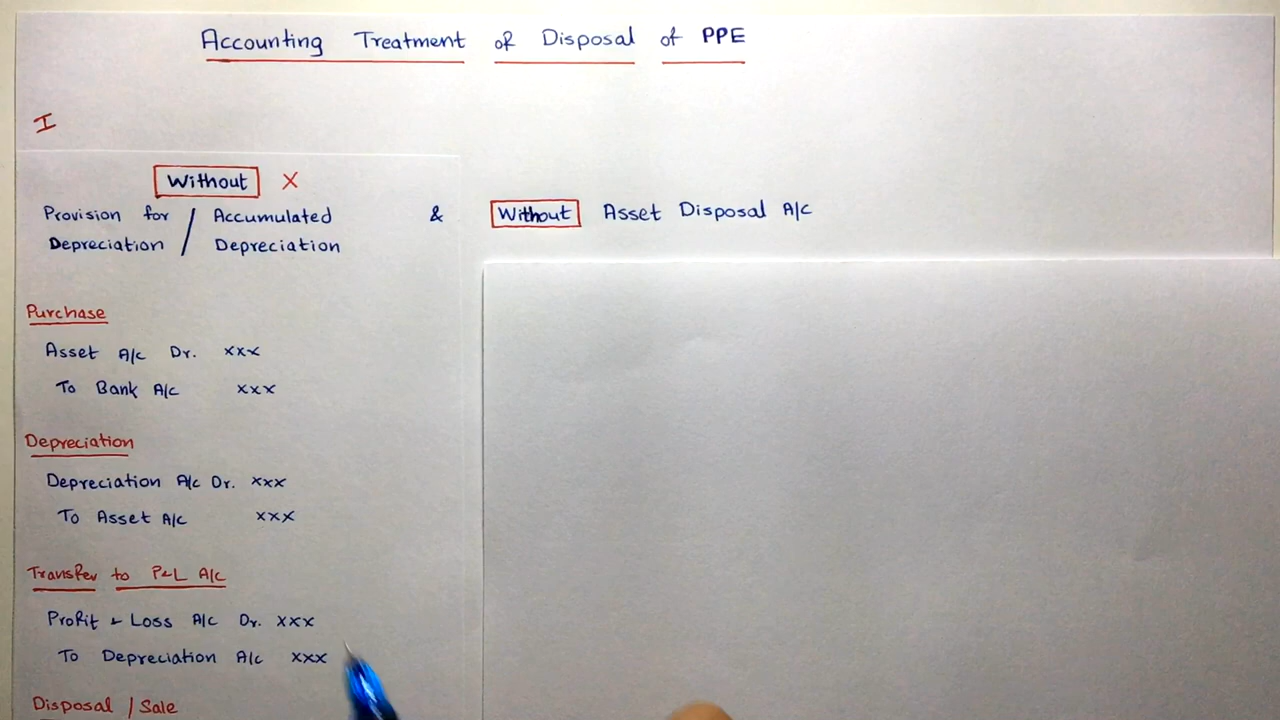 Accounting Treatment of Disposal of PPE
I
Without X
Provision for / Accumulated & Without Asset Disposal A/c
Depreciation / Depreciation
Purchase
Asset A/c Dr. xxx
To Bank A/c xxx
Depreciation
Depreciation A/c Dr. xxx
To Asset A/c xxx
Transfer to P&L A/c
Profit & Loss A/c Dr. xxx
To Depreciation A/c xxx
Disposal / Sale